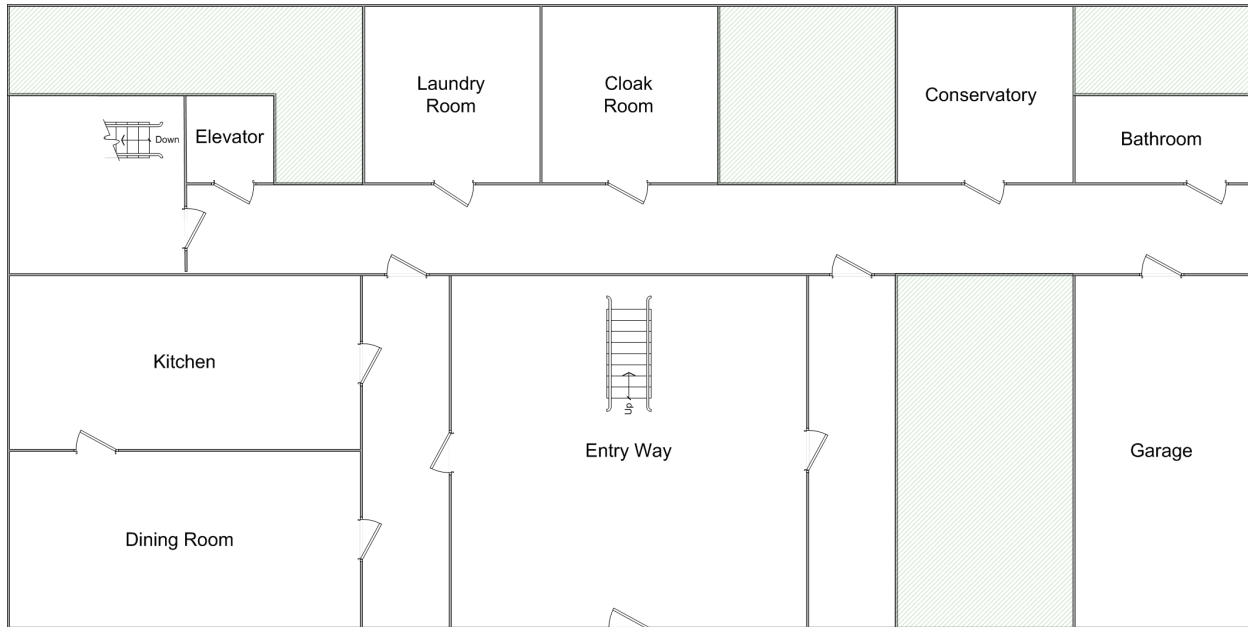 Laundry
Room
Cloak
Room
Conservatory
Down
Elevator
Bathroom
Kitchen
Up
Entry Way
Garage
Dining Room